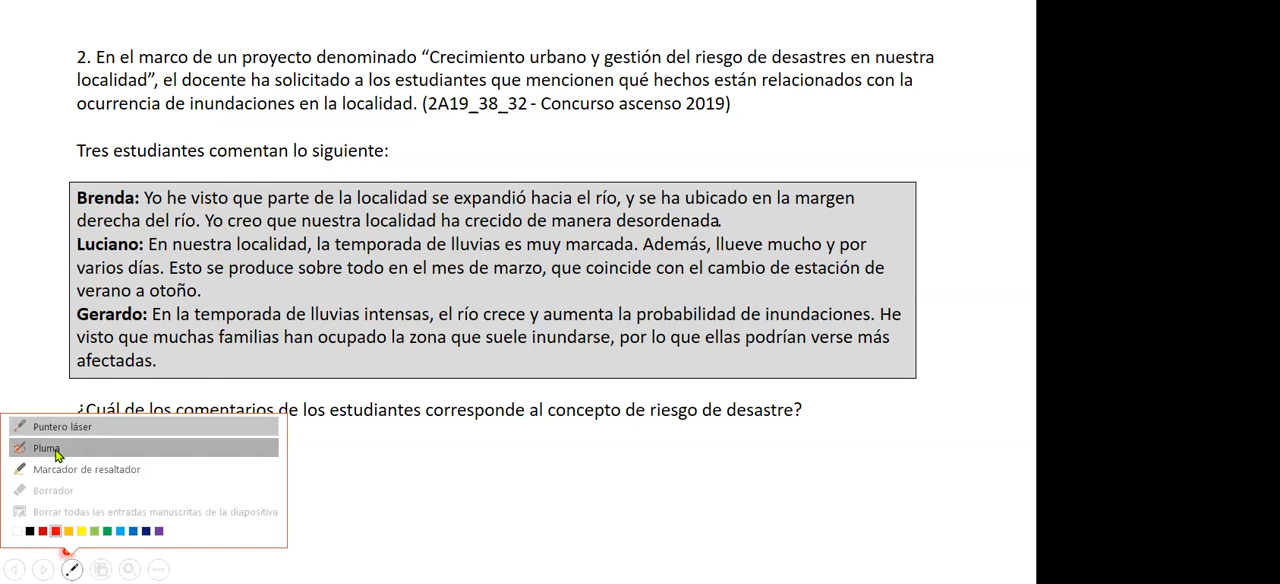 2. En el marco de un proyecto denominado “Crecimiento urbano y gestión del riesgo de desastres en nuestra
localidad”, el docente ha solicitado a los estudiantes que mencionen qué hechos están relacionados con la
ocurrencia de inundaciones en la localidad. (2A19_38_32 - Concurso ascenso 2019)
Tres estudiantes comentan lo siguiente:
Brenda: Yo he visto que parte de la localidad se expandió hacia el río, y se ha ubicado en la margen
derecha del río. Yo creo que nuestra localidad ha crecido de manera desordenada.
Luciano: En nuestra localidad, la temporada de lluvias es muy marcada. Además, llueve mucho y por
varios días. Esto se produce sobre todo en el mes de marzo, que coincide con el cambio de estación de
verano a otoño.
Gerardo: En la temporada de lluvias intensas, el río crece y aumenta la probabilidad de inundaciones. He
visto que muchas familias han ocupado la zona que suele inundarse, por lo que ellas podrían verse más
afectadas.
¿Cuál de los comentarios de los estudiantes corresponde al concepto de riesgo de desastre?
Puntero láser
Pluma
Marcador de resaltador
Borrador
Borrar todas las entradas manuscritas de la diapositiva